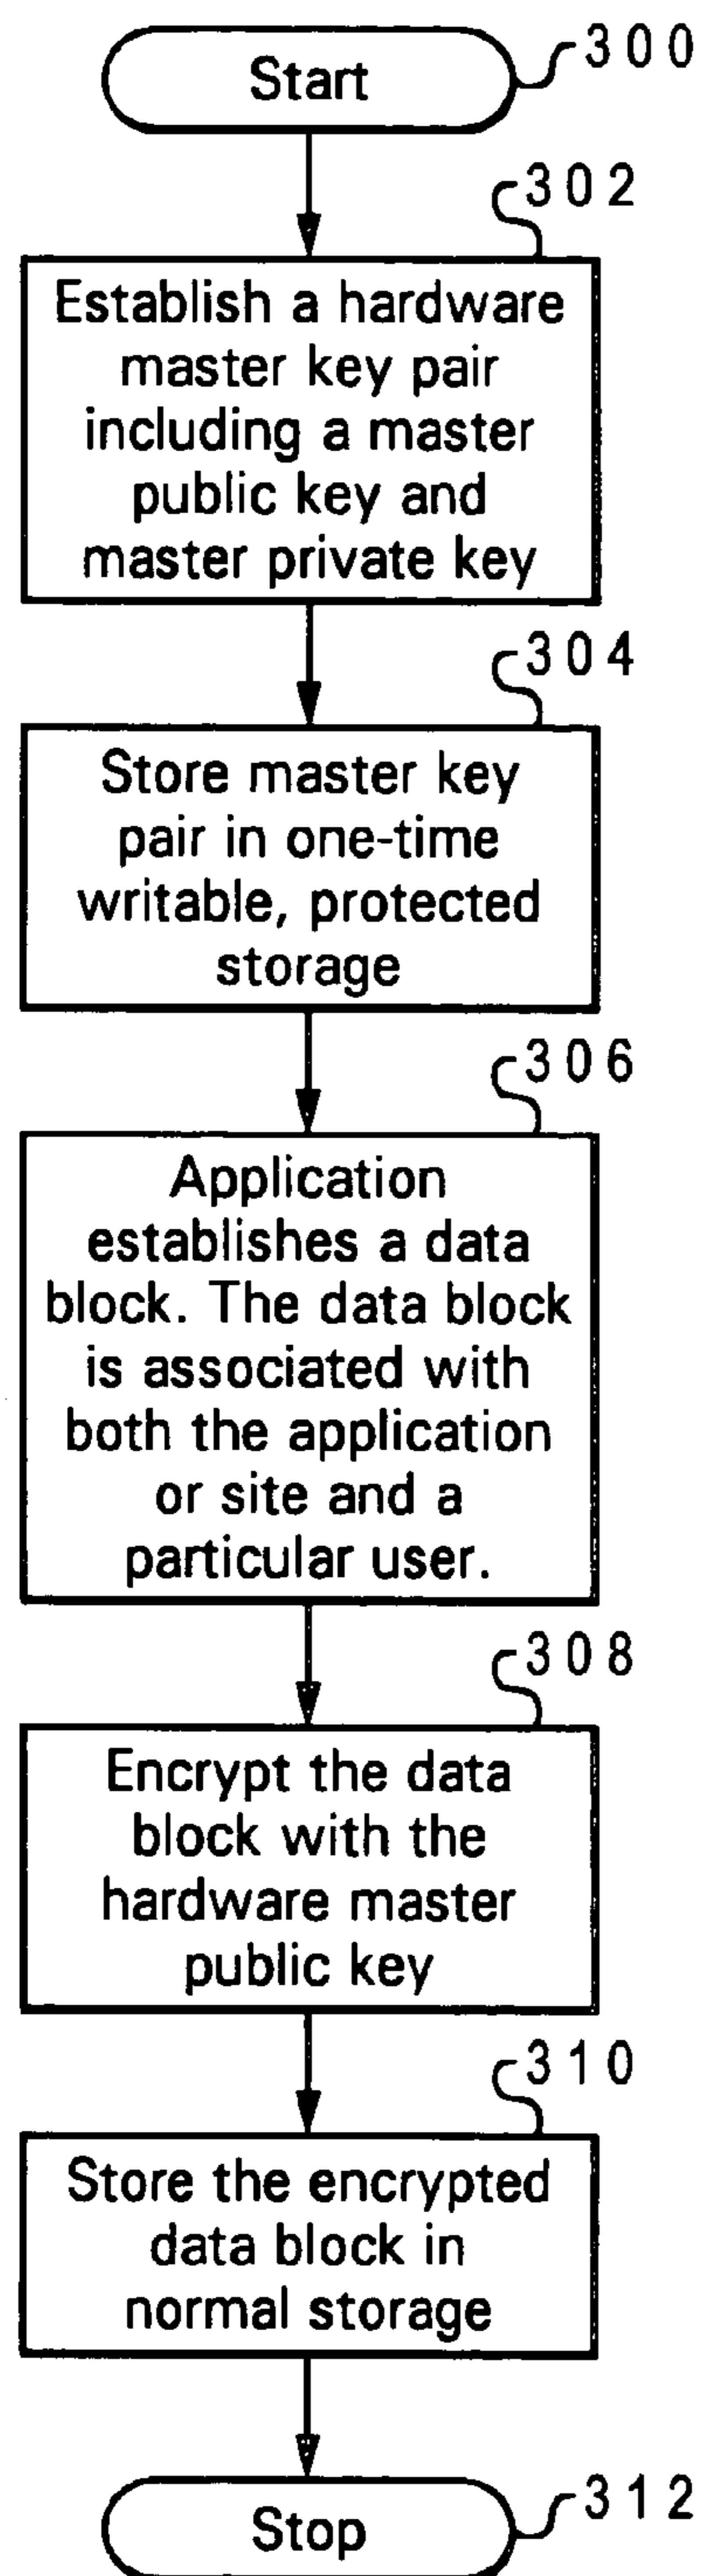 Start
300
302
Establish a hardware
master key pair
including a master
public key and
master private key
304
Store master key
pair in one-time
writable, protected
storage
306
Application
establishes a data
block. The data block
is associated with
both the application
or site and a
particular user.
308
Encrypt the data
block with the
hardware master
public key
310
Store the encrypted
data block in
normal storage
Stop
312